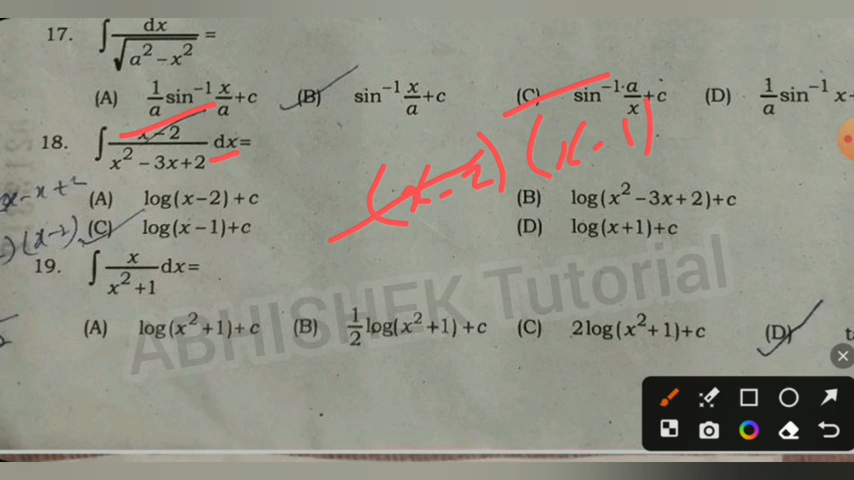 17. ∫ dx / √(a² – x²) =
(A) 1/a sin⁻¹ x/a + c (B) sin⁻¹ x/a + c (C) sin⁻¹ a/x + c (D) 1/a sin⁻¹ x
18. ∫ x – 2 / x² – 3x + 2 dx =
(x - 2) (x - 1)
(A) log(x – 2) + c (B) log(x² – 3x + 2) + c
(x-2) (C) log(x – 1) + c (D) log(x + 1) + c
19. ∫ x / x² + 1 dx =
(A) log(x² + 1) + c (B) 1/2 log(x² + 1) + c (C) 2log(x² + 1) + c (D)
ABHISHEK Tutorial